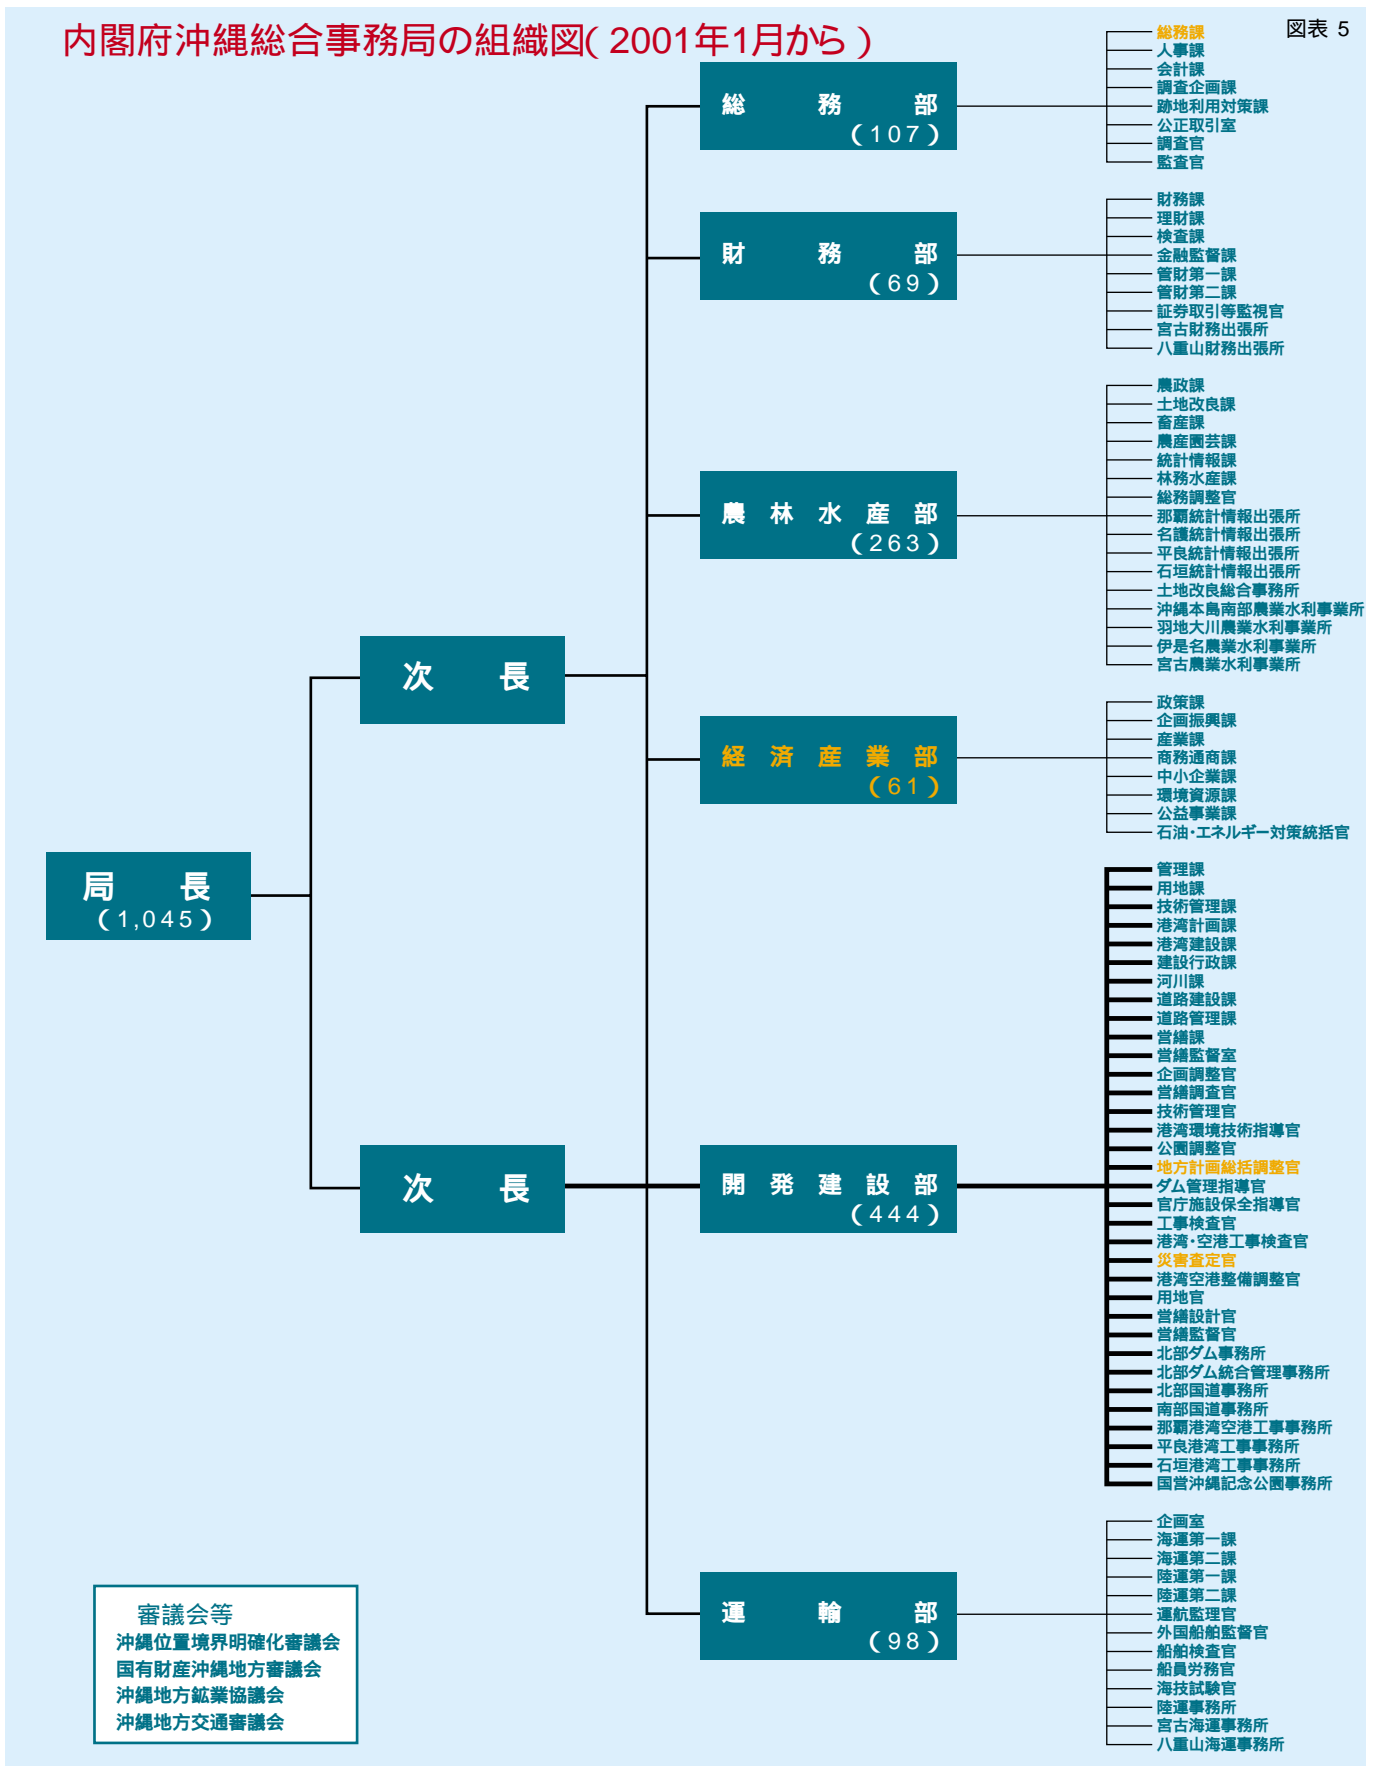 内閣府沖縄総合事務局の組織図(2001年1月から)
図表 5
局長
(1,045)
次長
次長
総務部
(107)
総務課
人事課
会計課
調査企画課
跡地利用対策課
公正取引室
調査官
監査官
財務部
(69)
財務課
理財課
検査課
金融監督課
管財第一課
管財第二課
証券取引等監視官
宮古財務出張所
八重山財務出張所
農林水産部
(263)
農政課
土地改良課
畜産課
農産園芸課
統計情報課
林務水産課
総務調整官
那覇統計情報出張所
名護統計情報出張所
平良統計情報出張所
石垣統計情報出張所
土地改良総合事務所
沖縄本島南部農業水利事業所
羽地大川農業水利事業所
伊是名農業水利事業所
宮古農業水利事業所
経済産業部
(61)
政策課
企画振興課
産業課
商務通商課
中小企業課
環境資源課
公益事業課
石油・エネルギー対策統括官
開発建設部
(444)
管理課
用地課
技術管理課
港湾計画課
港湾建設課
建設行政課
河川課
道路建設課
道路管理課
営繕課
営繕監督室
企画調整官
営繕調査官
技術管理官
港湾環境技術指導官
公園調整官
地方計画総括調整官
ダム管理指導官
官庁施設保全指導官
工事検査官
港湾・空港工事検査官
災害査定官
港湾空港整備調整官
用地官
営繕設計官
営繕監督官
北部ダム事務所
北部ダム統合管理事務所
北部国道事務所
南部国道事務所
那覇港湾空港工事事務所
平良港湾工事事務所
石垣港湾工事事務所
国営沖縄記念公園事務所
運輸部
(98)
企画室
海運第一課
海運第二課
陸運第一課
陸運第二課
運航監理官
外国船舶監督官
船舶検査官
船員労務官
海技試験官
陸運事務所
宮古海運事務所
八重山海運事務所
審議会等
沖縄位置境界明確化審議会
国有財産沖縄地方審議会
沖縄地方鉱業協議会
沖縄地方交通審議会